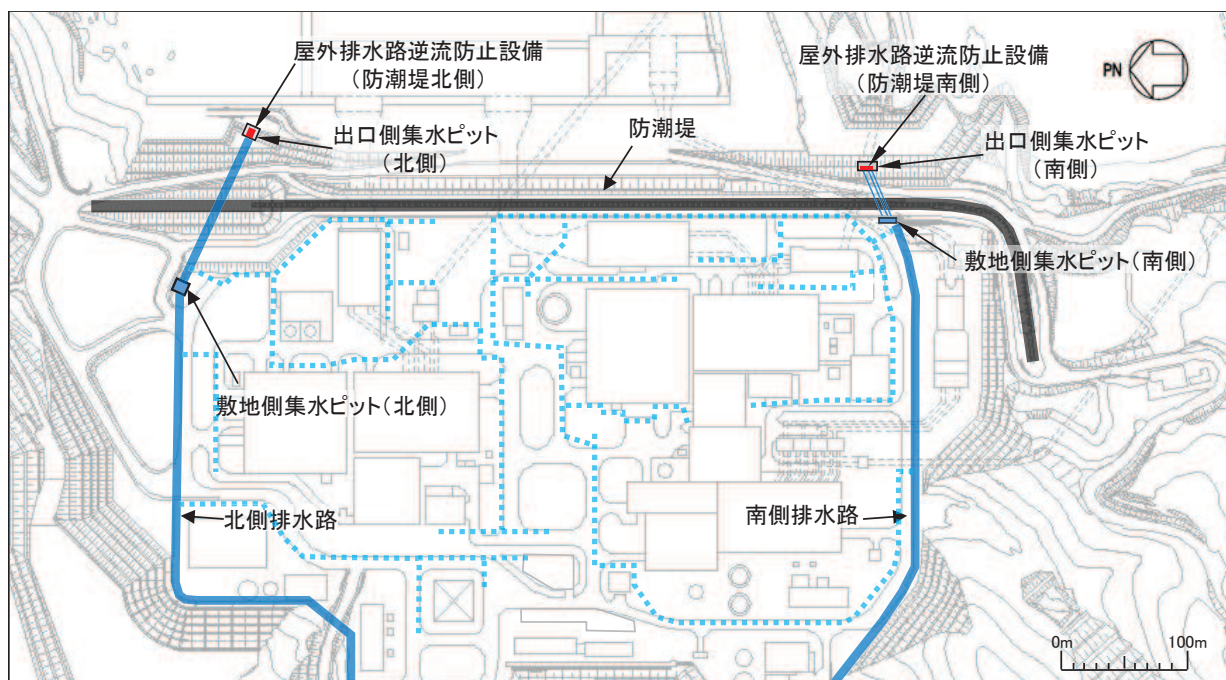 屋外排水路逆流防止設備
（防潮堤北側）
出口側集水ピット
（北側）
防潮堤
屋外排水路逆流防止設備
（防潮堤南側）
出口側集水ピット
（南側）
PN
敷地側集水ピット（南側）
敷地側集水ピット（北側）
北側排水路
南側排水路
0m
100m